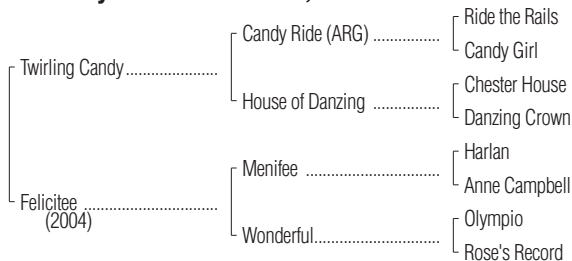 Ride the Rails
Candy Ride (ARG) ................
Candy Girl
Twirling Candy ......................
Chester House
House of Danzing ................
Danzing Crown
Harlan
Menifee ................................
Anne Campbell
Felicitee ................................
(2004)
Olympio
Wonderful..............................
Rose's Record